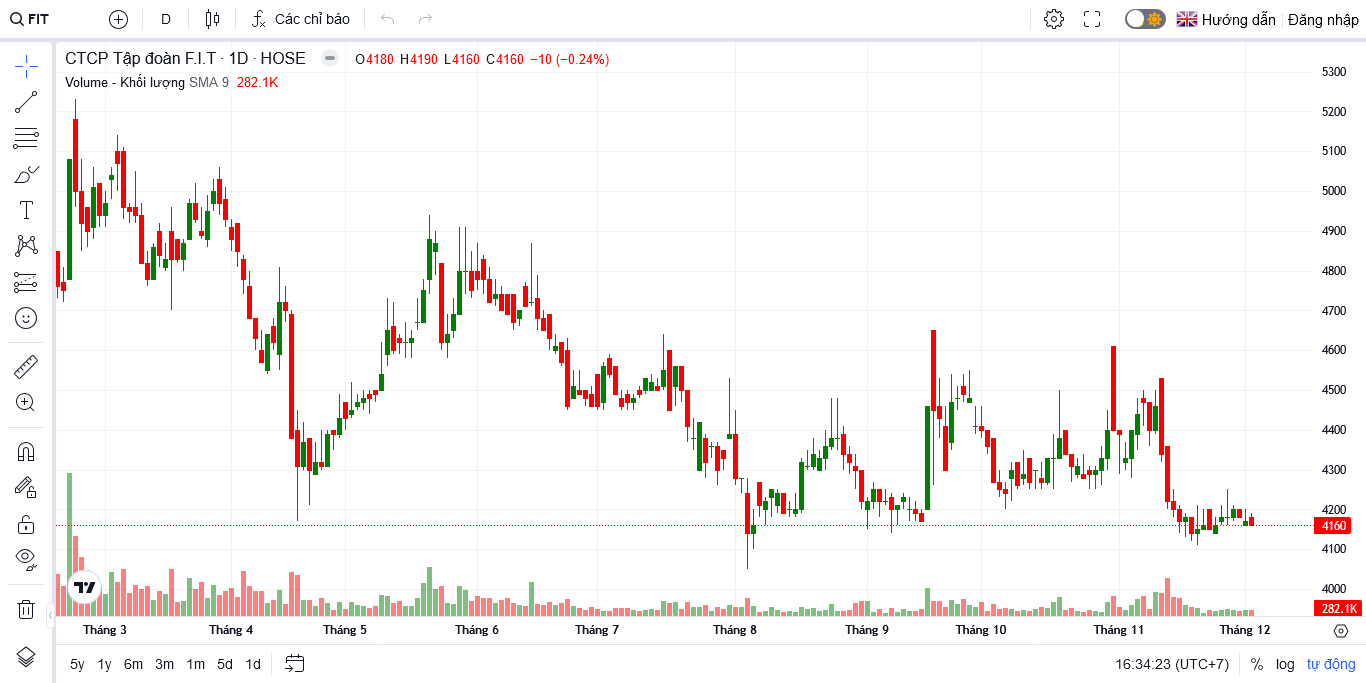 FIT D Các chỉ báo Hướng dẫn Đăng nhập
CTCP Tập đoàn F.I.T · 1D · HOSE O4180 H4190 L4160 C4160 −10 (−0.24%)
Volume - Khối lượng SMA 9 282.1K
5300
5200
5100
5000
4900
4800
4700
4600
4500
4400
4300
4200
4160
4100
4000
282.1K
Tháng 3 Tháng 4 Tháng 5 Tháng 6 Tháng 7 Tháng 8 Tháng 9 Tháng 10 Tháng 11 Tháng 12
5y 1y 6m 3m 1m 5d 1d 16:34:23 (UTC+7) % log tự động